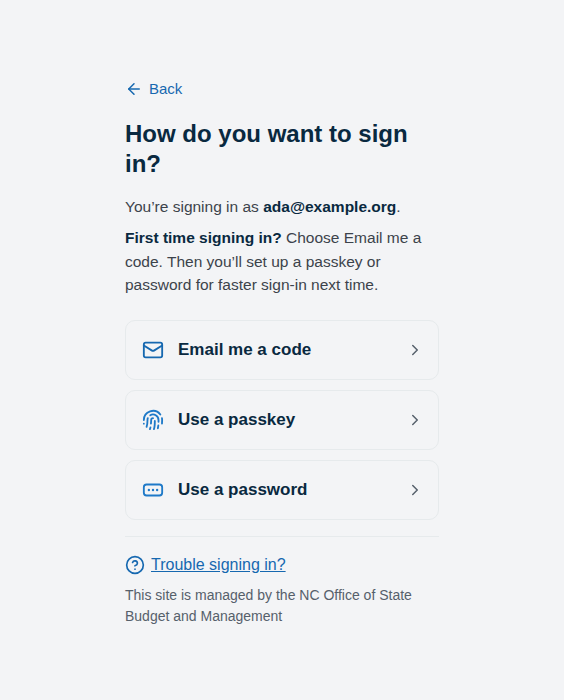 Back
How do you want to sign
in?
You’re signing in as ada@example.org.
First time signing in? Choose Email me a
code. Then you’ll set up a passkey or
password for faster sign-in next time.
Email me a code
Use a passkey
Use a password
Trouble signing in?
This site is managed by the NC Office of State
Budget and Management